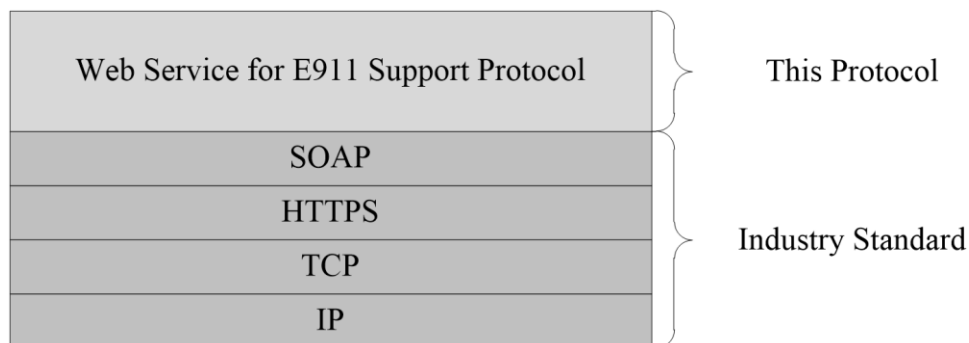 Web Service for E911 Support Protocol
This Protocol
SOAP
HTTPS
Industry Standard
TCP
IP